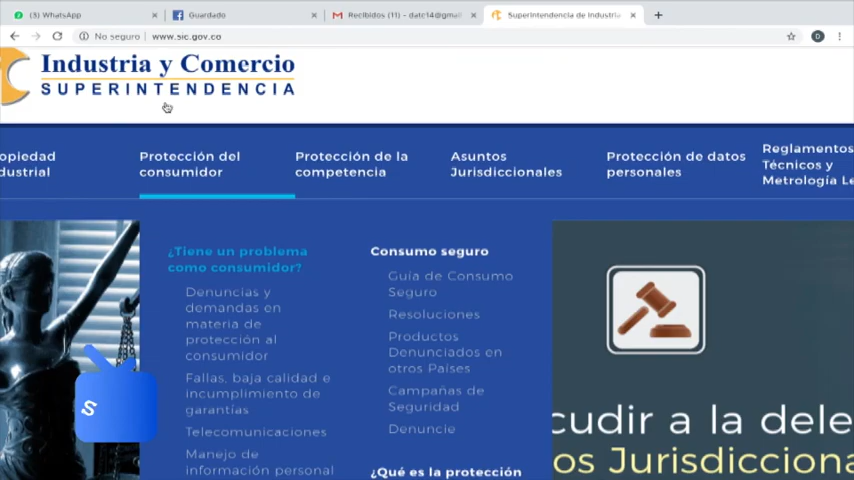 (3) WhatsApp
Guardado
Recibidos (11) - datc14@gmail
Superintendencia de Industria
No seguro
www.sic.gov.co
D
Industria y Comercio
SUPERINTENDENCIA
opiedad
dustrial
Protección del
consumidor
Protección de la
competencia
Asuntos
Jurisdiccionales
Protección de datos
personales
Reglamentos
Técnicos y
Metrología Le
¿Tiene un problema
como consumidor?
Denuncias y
demandas en
materia de
protección al
consumidor
Fallas, baja calidad e
incumplimiento de
garantías
Telecomunicaciones
Manejo de
información personal
Consumo seguro
Guía de Consumo
Seguro
Resoluciones
Productos
Denunciados en
otros Países
Campañas de
Seguridad
Denuncie
¿Qué es la protección
cudir a la dele
os Jurisdicciona
S